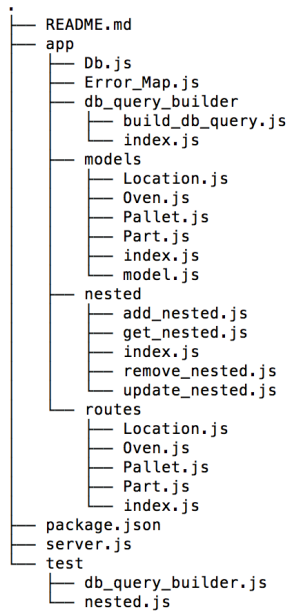 .
├── README.md
├── app
│   ├── Db.js
│   ├── Error_Map.js
│   ├── db_query_builder
│   │   ├── build_db_query.js
│   │   └── index.js
│   ├── models
│   │   ├── Location.js
│   │   ├── Oven.js
│   │   ├── Pallet.js
│   │   ├── Part.js
│   │   ├── index.js
│   │   └── model.js
│   ├── nested
│   │   ├── add_nested.js
│   │   ├── get_nested.js
│   │   ├── index.js
│   │   ├── remove_nested.js
│   │   └── update_nested.js
│   └── routes
│       ├── Location.js
│       ├── Oven.js
│       ├── Pallet.js
│       ├── Part.js
│       └── index.js
├── package.json
├── server.js
└── test
    ├── db_query_builder.js
    └── nested.js